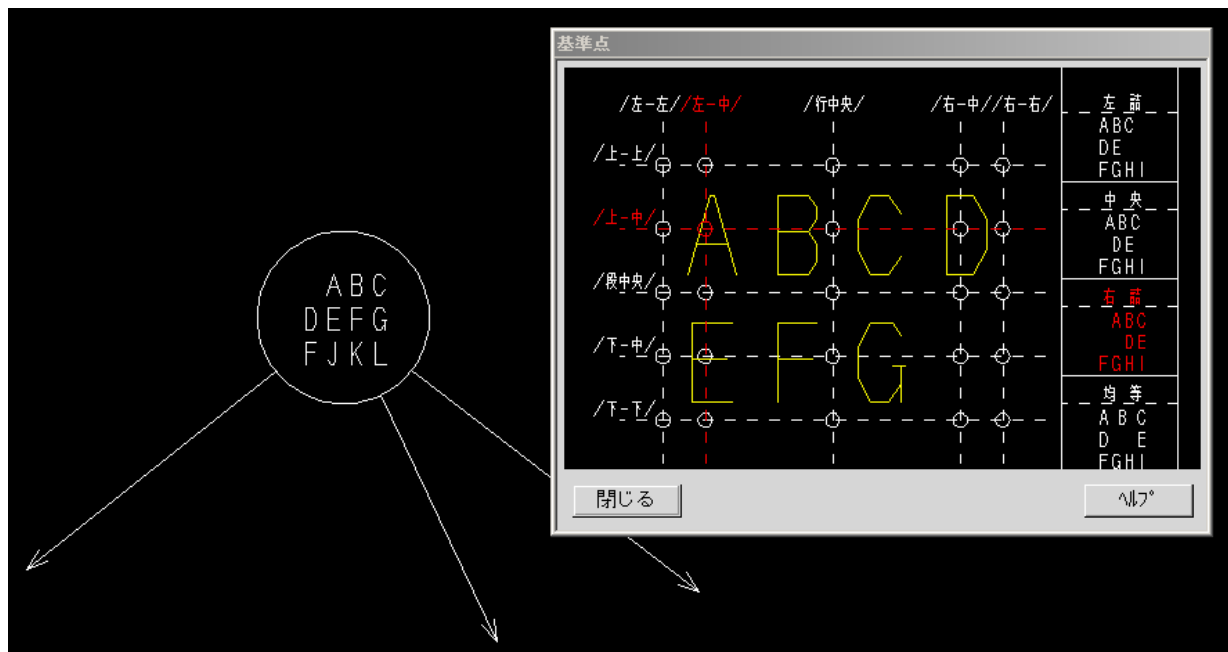 基準点
/左-左//左-中/ /行中央/ /右-中//右-右/
/上-上/
/上-中/
/段中央/
/下-中/
/下-下/
ABCD
EFG
左 詰
ABC
DE
FGHI
中 央
ABC
DE
FGHI
右 詰
ABC
DE
FGHI
均 等
A B C
D E
FGHI
閉じる
ﾍﾙﾌﾟ
ABC
DEFG
FJKL